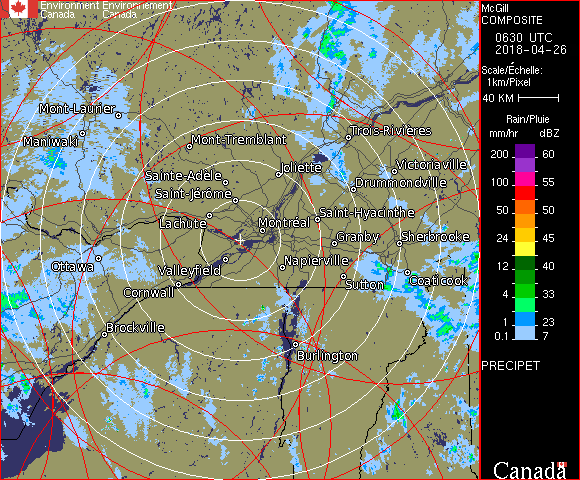 Environment Environnement
Canada Canada
McGill
COMPOSITE
0630 UTC
2018-04-26
Scale/Échelle:
1km/Pixel
40 KM
Rain/Pluie
mm/hr dBZ
200 60
150 57
100 55
50 50
24 45
12 40
4 33
1 23
0.1 7
PRECIPET
Canada
Mont-Laurier
Maniwaki
Mont-Tremblant
Trois-Rivières
Joliette
Victoriaville
Sainte-Adèle
Drummondville
Saint-Jérôme
Lachute
Saint-Hyacinthe
Montréal
Granby
Sherbrooke
Ottawa
Valleyfield
Napierville
Coaticook
Cornwall
Sutton
Brockville
Burlington